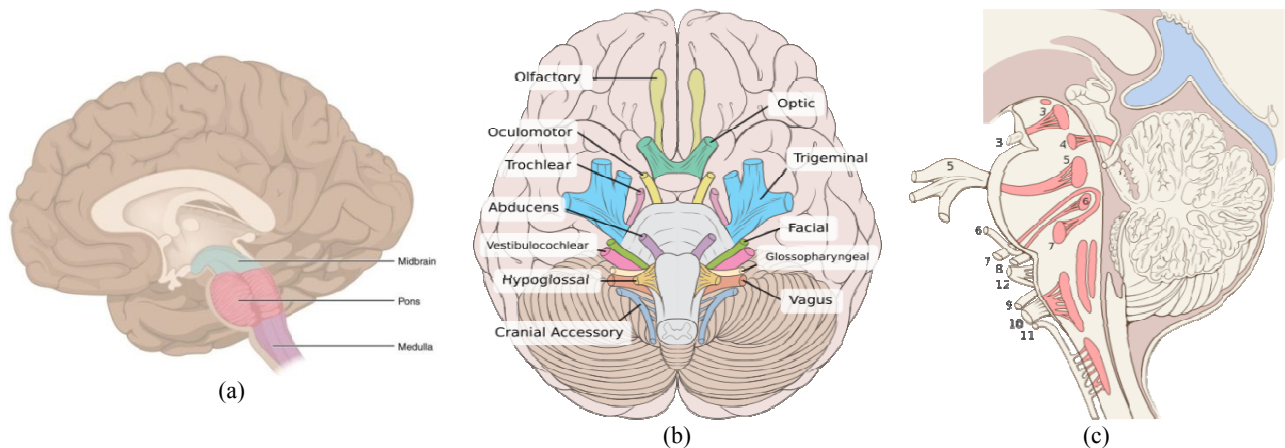 Midbrain
Pons
Medulla
(a)
Olfactory
Optic
Oculomotor
Trochlear
Trigeminal
Abducens
Facial
Vestibulocochlear
Glossopharyngeal
Hypoglossal
Vagus
Cranial Accessory
(b)
3
3
4
5
5
6
6
7
7
8
12
9
10
11
(c)